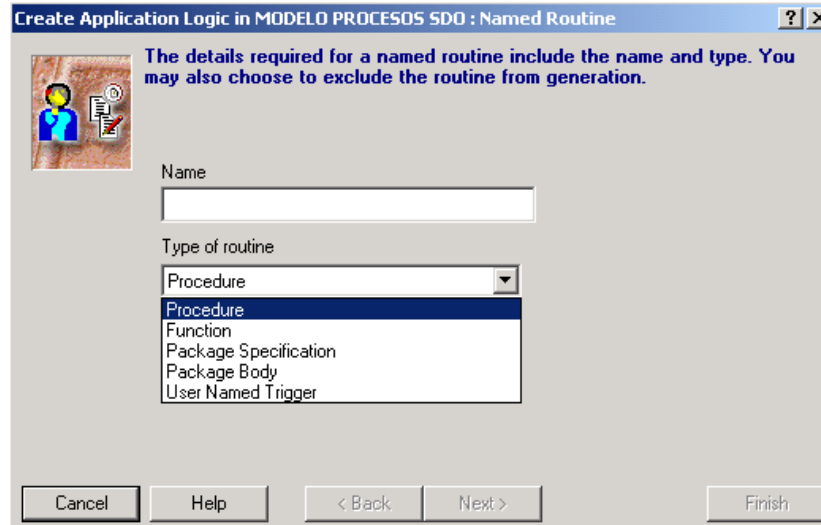 Create Application Logic in MODELO PROCESOS SDO : Named Routine
The details required for a named routine include the name and type. You
may also choose to exclude the routine from generation.
Name
Type of routine
Procedure
Procedure
Function
Package Specification
Package Body
User Named Trigger
Cancel Help < Back Next > Finish